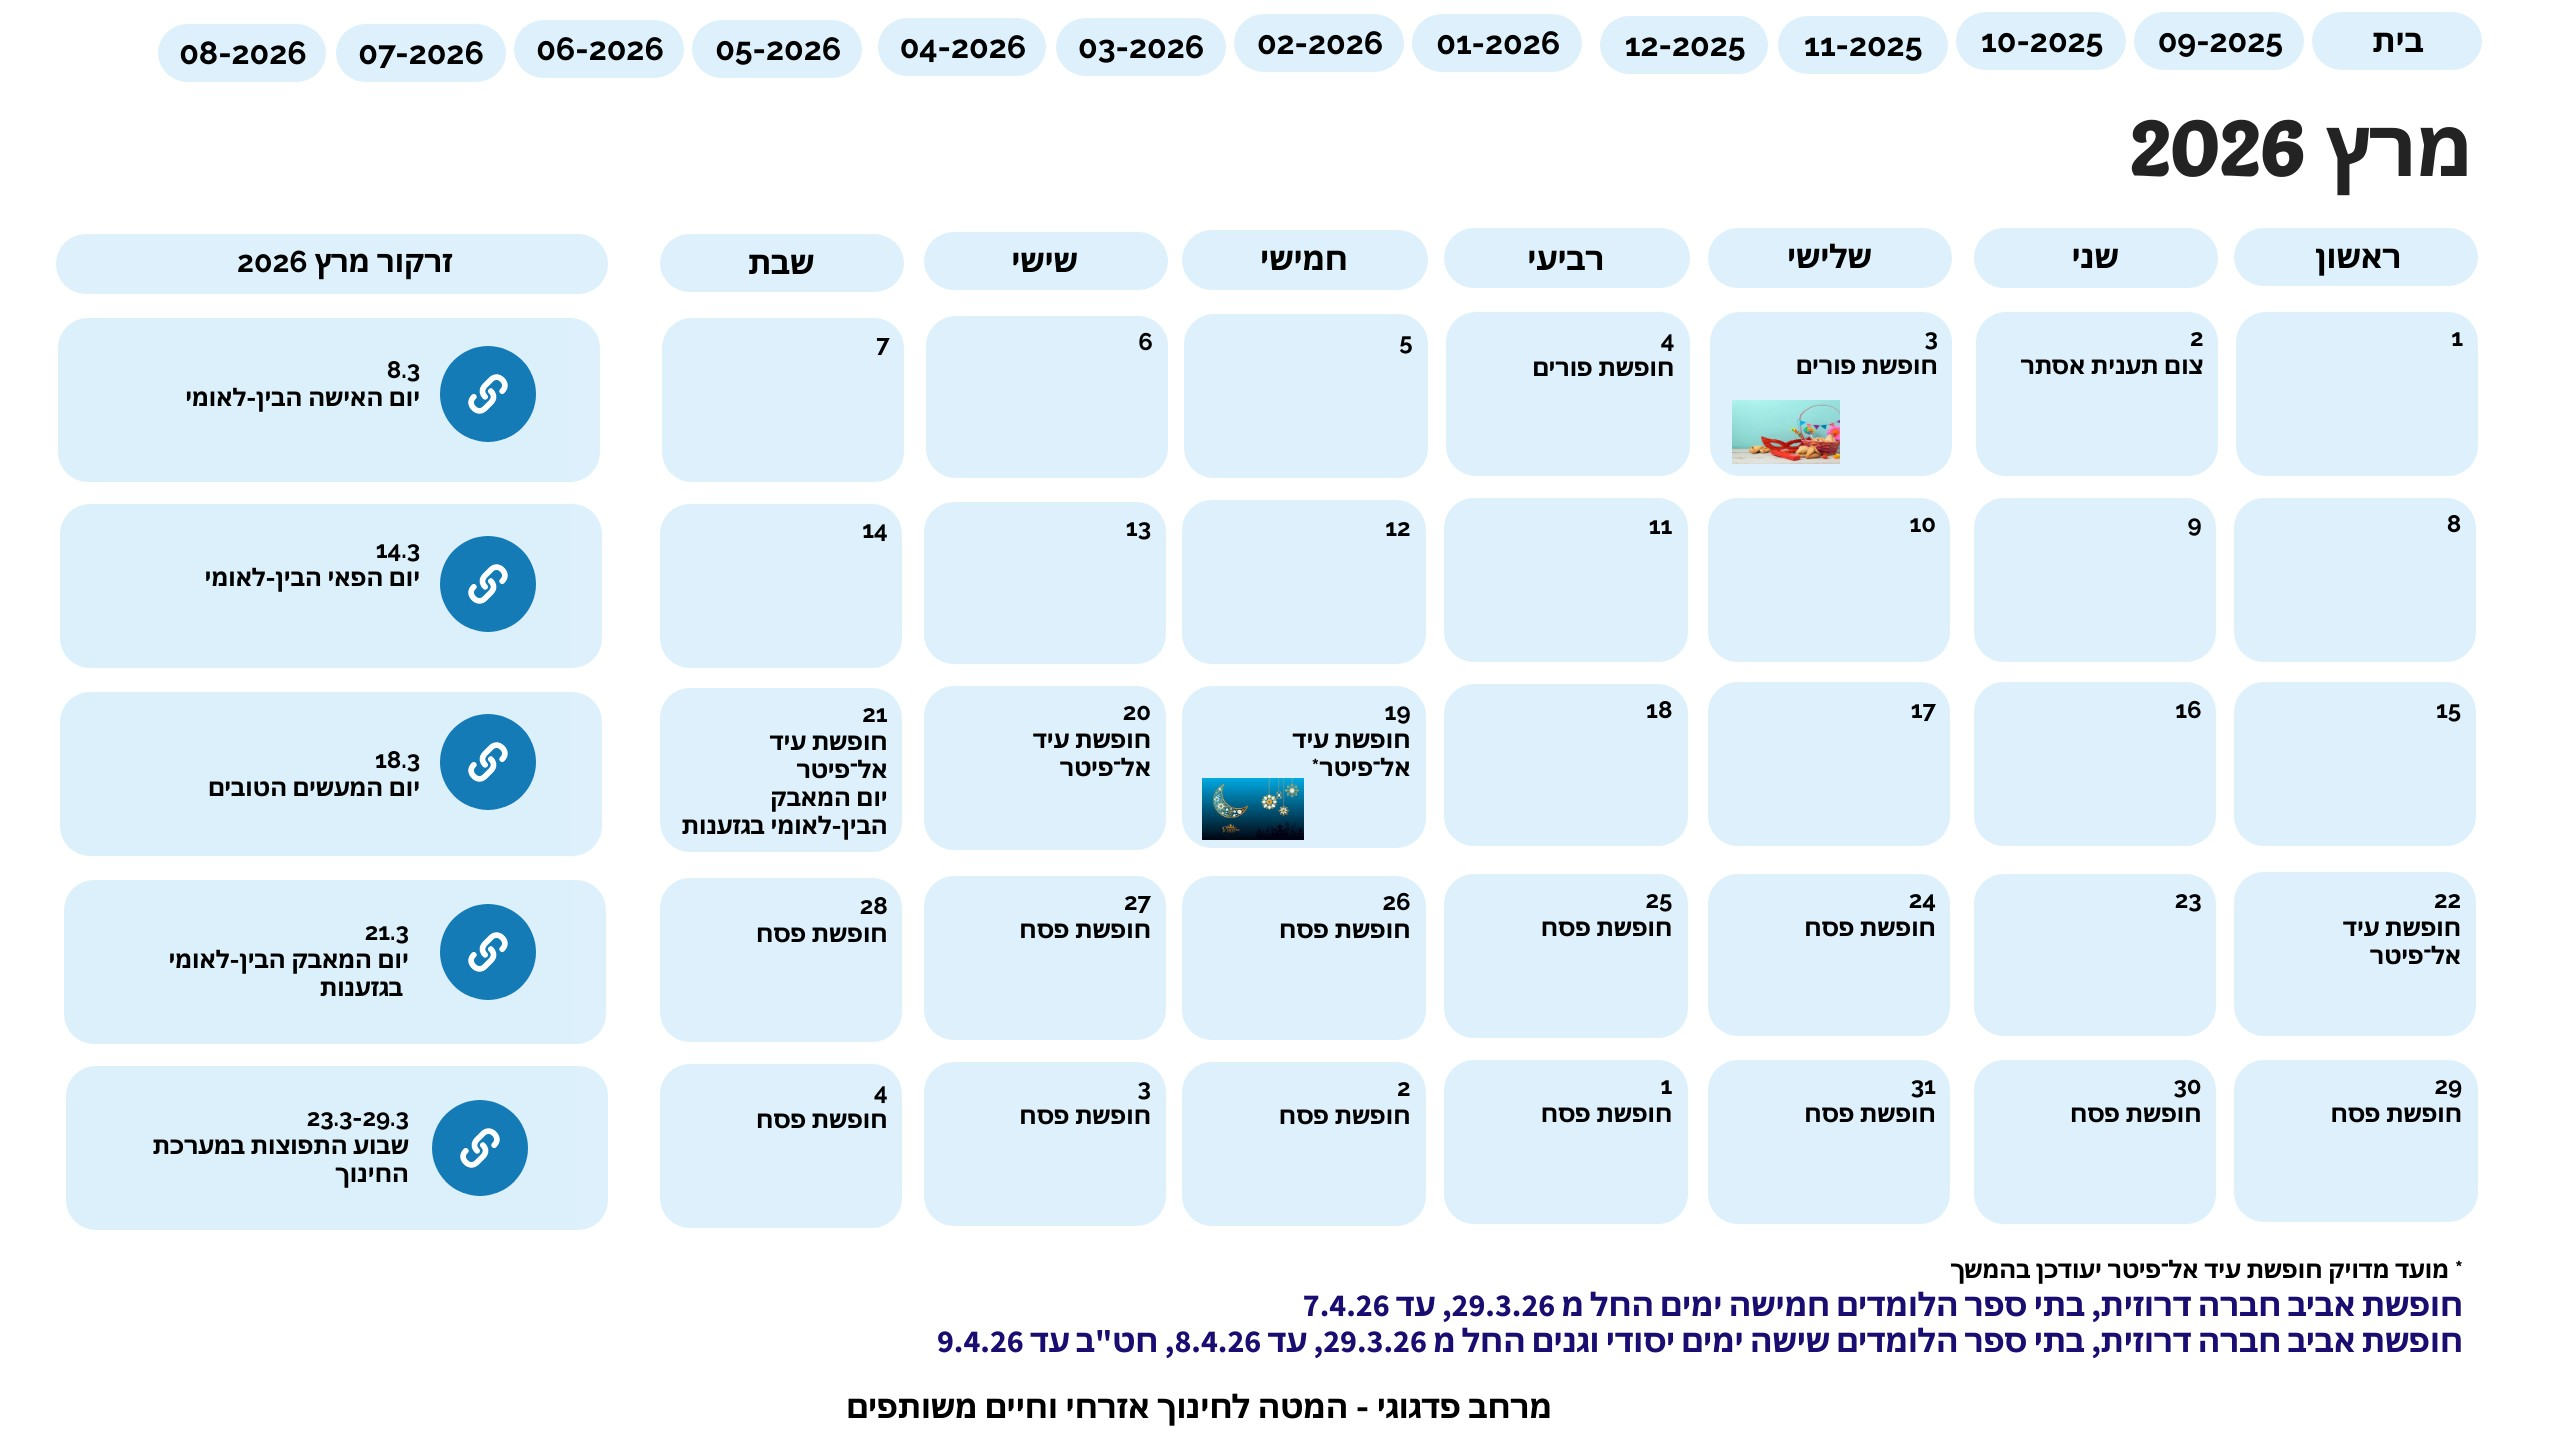 בית
09-2025
10-2025
11-2025
12-2025
01-2026
02-2026
03-2026
04-2026
05-2026
06-2026
07-2026
08-2026
מרץ 2026
ראשון
שני
שלישי
רביעי
חמישי
שישי
שבת
זרקור מרץ 2026
1
2
צום תענית אסתר
3
חופשת פורים
4
חופשת פורים
5
6
7
8.3
יום האישה הבין-לאומי
8
9
10
11
12
13
14
14.3
יום הפאי הבין-לאומי
15
16
17
18
19
חופשת עיד
אל־פיטר*
20
חופשת עיד
אל־פיטר
21
חופשת עיד
אל־פיטר
יום המאבק
הבין-לאומי בגזענות
18.3
יום המעשים הטובים
22
חופשת עיד
אל־פיטר
23
24
חופשת פסח
25
חופשת פסח
26
חופשת פסח
27
חופשת פסח
28
חופשת פסח
21.3
יום המאבק הבין-לאומי
בגזענות
29
חופשת פסח
30
חופשת פסח
31
חופשת פסח
1
חופשת פסח
2
חופשת פסח
3
חופשת פסח
4
חופשת פסח
23.3-29.3
שבוע התפוצות במערכת
החינוך
* מועד מדויק חופשת עיד אל־פיטר יעודכן בהמשך
חופשת אביב חברה דרוזית, בתי ספר הלומדים חמישה ימים החל מ 29.3.26, עד 7.4.26
חופשת אביב חברה דרוזית, בתי ספר הלומדים שישה ימים יסודי וגנים החל מ 29.3.26, עד 8.4.26, חט"ב עד 9.4.26
מרחב פדגוגי - המטה לחינוך אזרחי וחיים משותפים